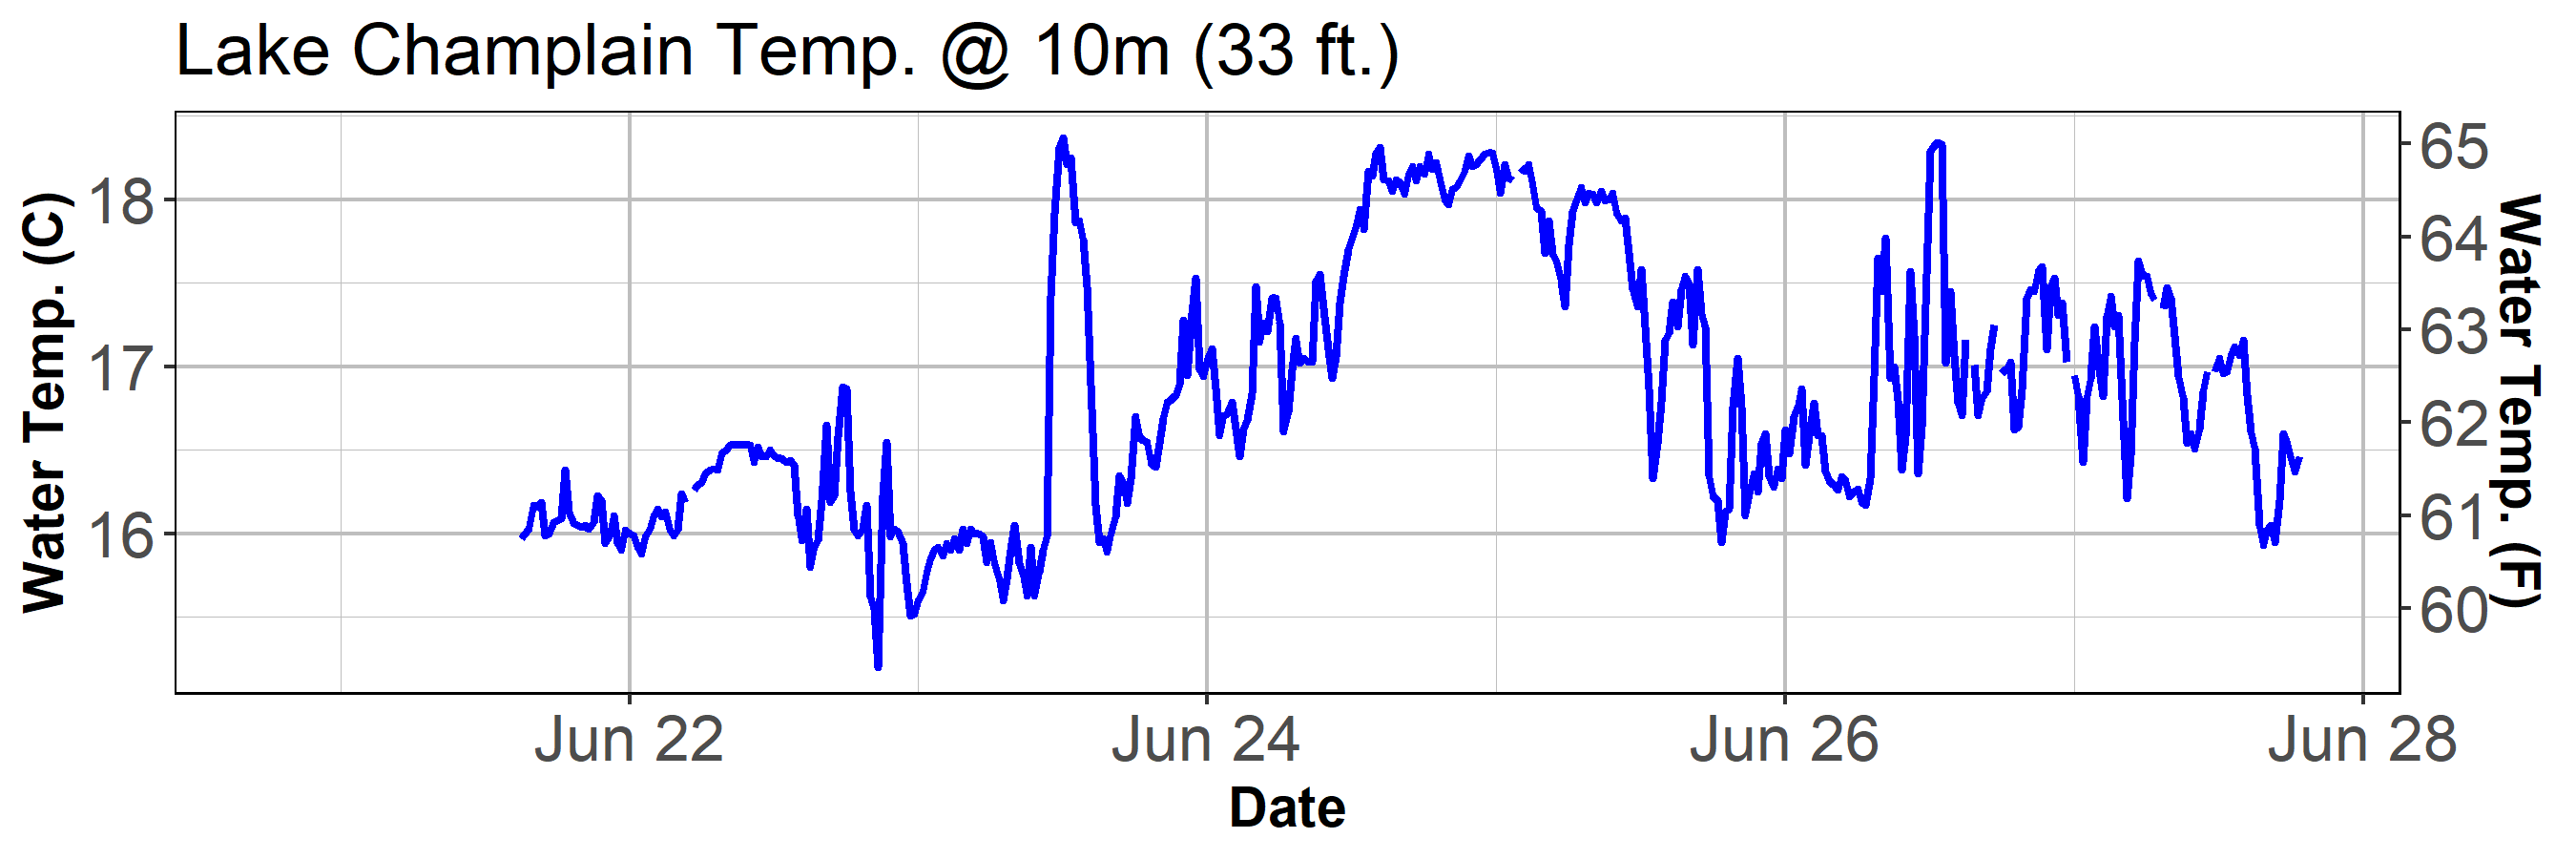 Lake Champlain Temp. @ 10m (33 ft.)
Water Temp. (C)
18
17
16
65
64
63
62
61
60
Water Temp. (F)
Jun 22
Jun 24
Jun 26
Jun 28
Date